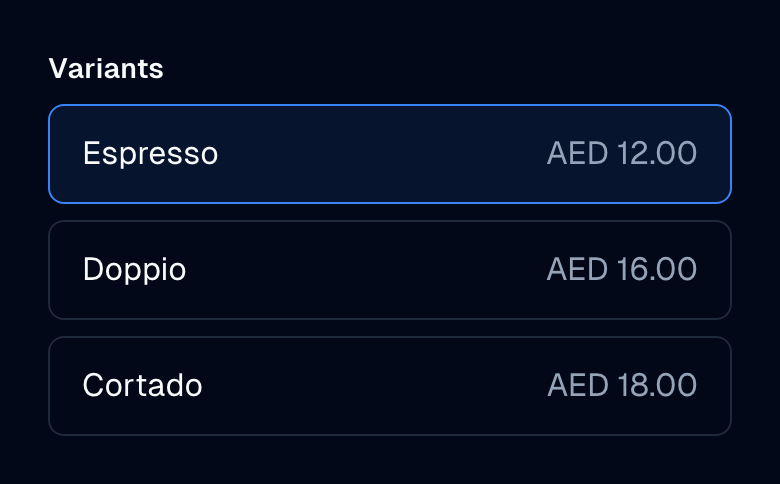 Variants
Espresso AED 12.00
Doppio AED 16.00
Cortado AED 18.00